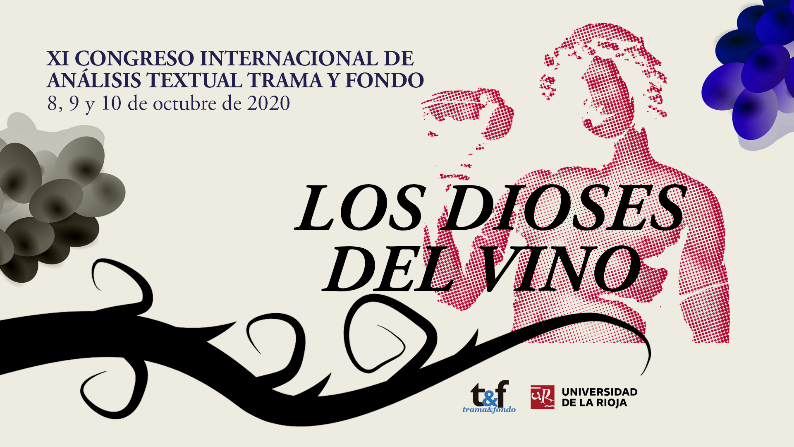 XI CONGRESO INTERNACIONAL DE
ANÁLISIS TEXTUAL TRAMA Y FONDO
8, 9 y 10 de octubre de 2020
LOS DIOSES
DEL VINO
t&f
trama&fondo
UR
UNIVERSIDAD
DE LA RIOJA